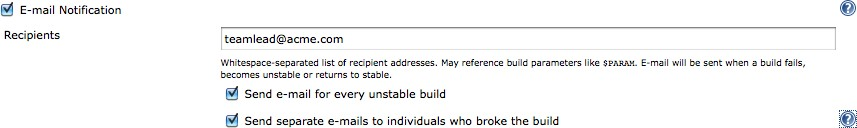 E-mail Notification
Recipients
teamlead@acme.com
Whitespace-separated list of recipient addresses. May reference build parameters like $PARAM. E-mail will be sent when a build fails,
becomes unstable or returns to stable.
Send e-mail for every unstable build
Send separate e-mails to individuals who broke the build